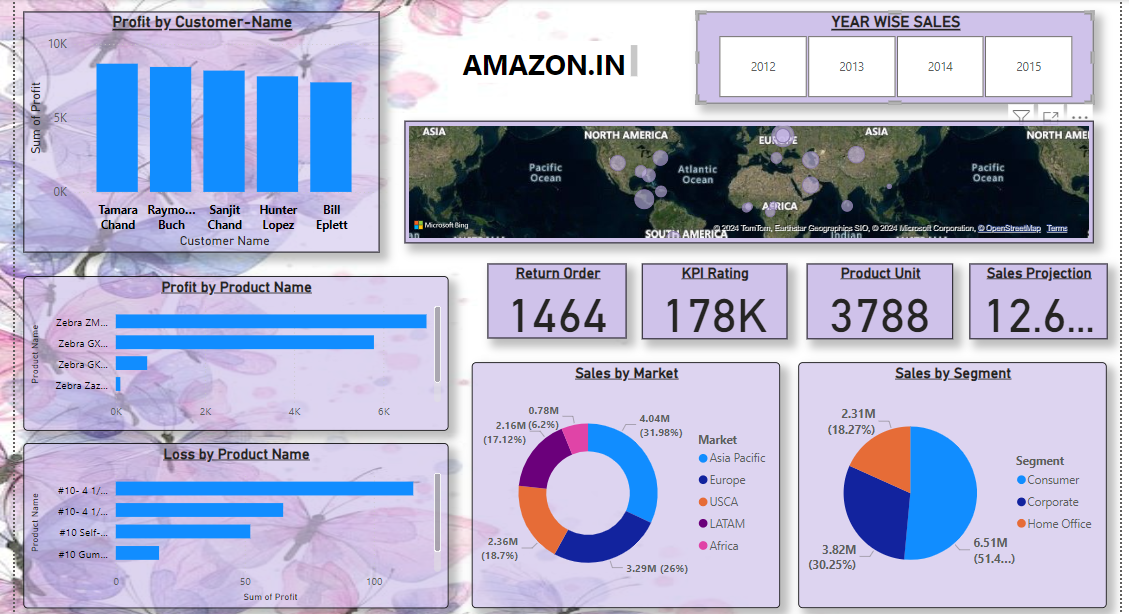 Profit by Customer-Name
10K
5K
0K
Sum of Profit
Tamara Chand
Raymo... Buch
Sanjit Chand
Hunter Lopez
Bill Eplett
Customer Name
AMAZON.IN
YEAR WISE SALES
2012 2013 2014 2015
ASIA
NORTH AMERICA
EUROPE
ASIA
NORTH AME
Pacific Ocean
Atlantic Ocean
Pacific Ocean
AFRICA
Microsoft Bing
SOUTH AMERICA
Indian
© 2024 TomTom, Earthstar Geographics SIO, © 2024 Microsoft Corporation, © OpenStreetMap Terms
Return Order
1464
KPI Rating
178K
Product Unit
3788
Sales Projection
12.6...
Profit by Product Name
Product Name
Zebra ZM...
Zebra GX...
Zebra GK...
Zebra Zaz...
0K 2K 4K 6K
Loss by Product Name
Product Name
#10- 4 1/...
#10- 4 1/...
#10 Self-...
#10 Gum...
0 50 100
Sum of Profit
Sales by Market
0.78M (6.2%)
4.04M (31.98%)
2.16M (17.12%)
2.36M (18.7%)
3.29M (26%)
Market
Asia Pacific
Europe
USCA
LATAM
Africa
Sales by Segment
2.31M (18.27%)
3.82M (30.25%)
6.51M (51.4...)
Segment
Consumer
Corporate
Home Office